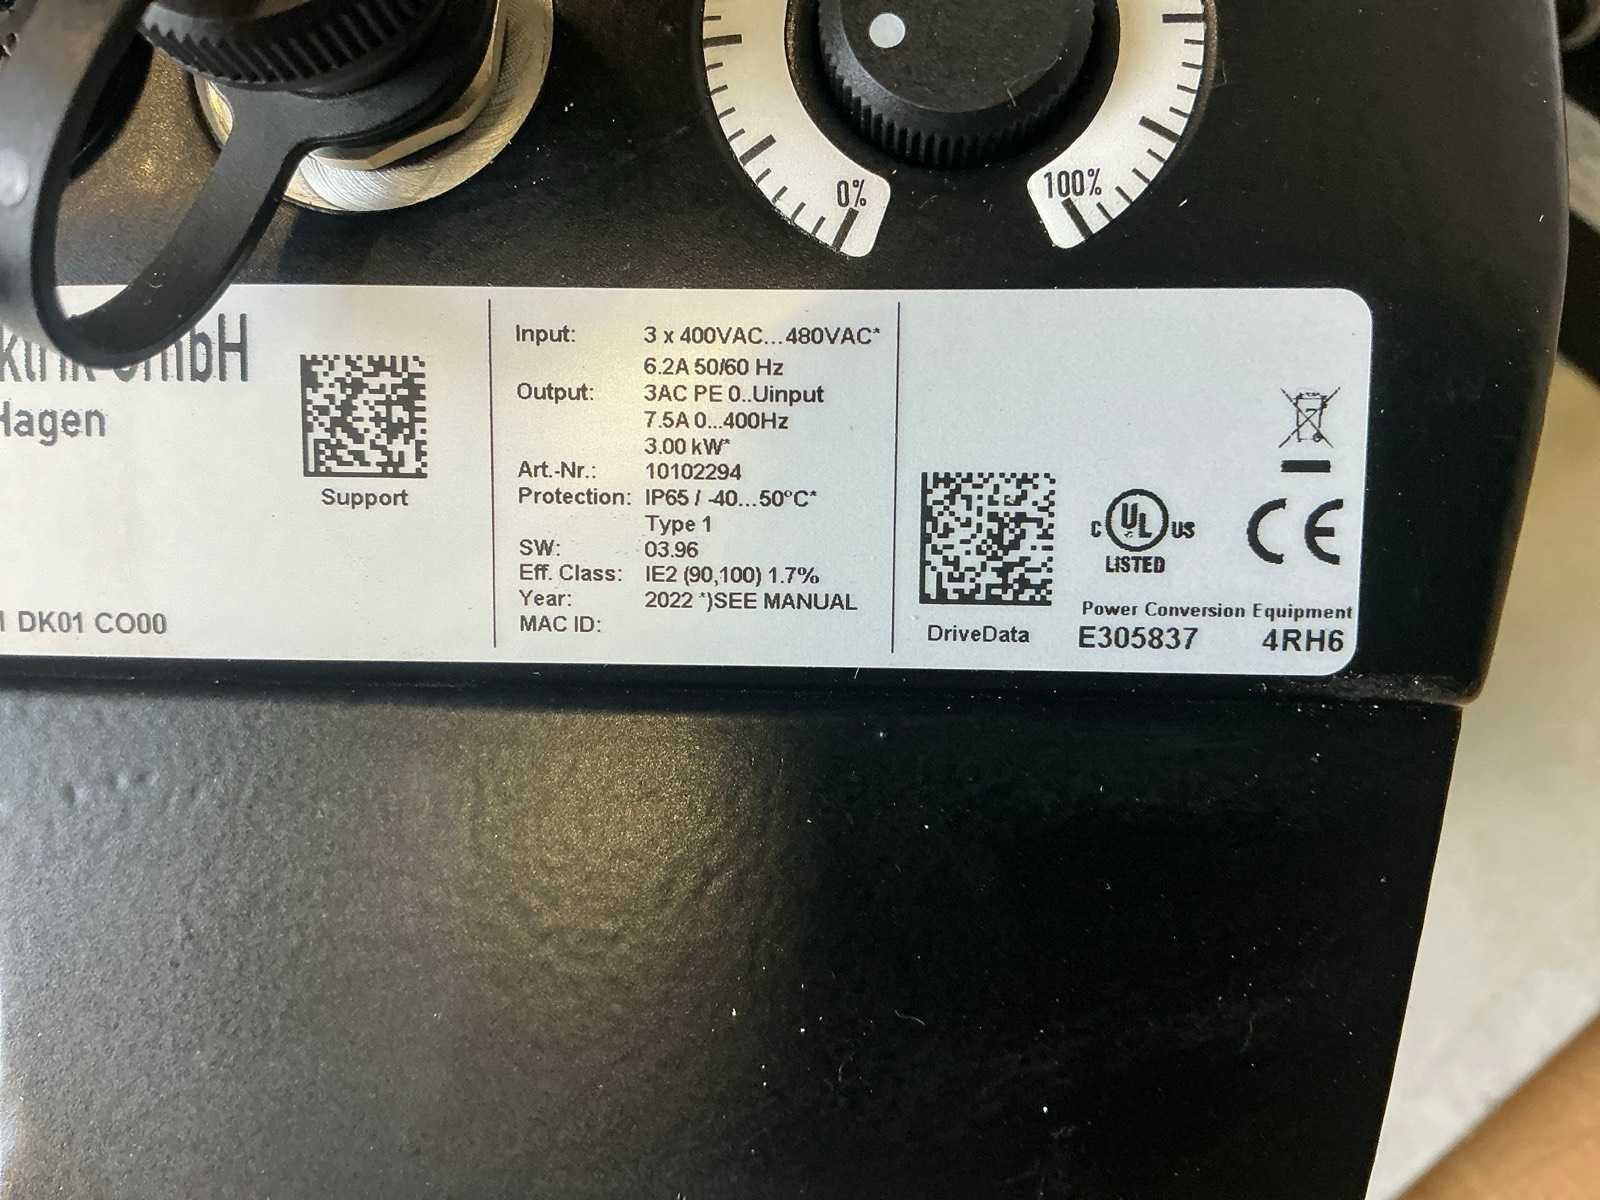 0%
100%
GmbH
Hagen
Support
DK01 CO00
Input: 3 x 400VAC...480VAC*
6.2A 50/60 Hz
Output: 3AC PE 0..Uinput
7.5A 0...400Hz
3.00 kW*
Art.-Nr.: 10102294
Protection: IP65 / -40...50°C*
Type 1
SW: 03.96
Eff. Class: IE2 (90,100) 1.7%
Year: 2022 *)SEE MANUAL
MAC ID:
DriveData
C UL US
LISTED
CE
Power Conversion Equipment
E305837 4RH6